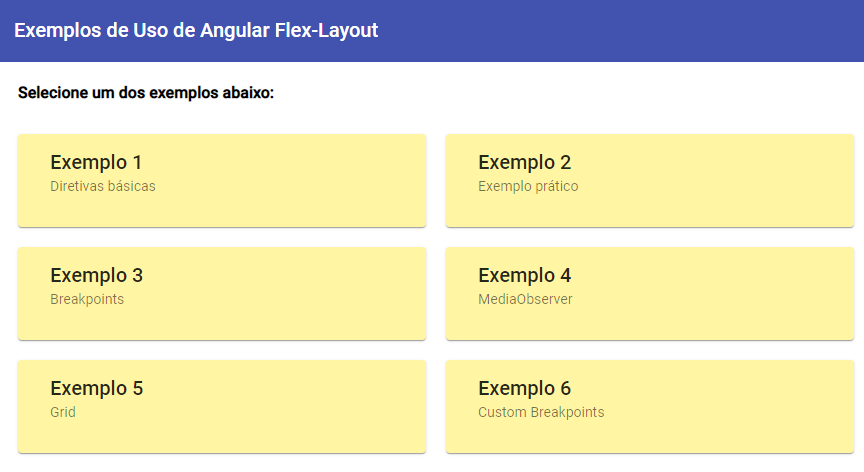 Exemplos de Uso de Angular Flex-Layout
Selecione um dos exemplos abaixo:
Exemplo 1
Diretivas básicas
Exemplo 2
Exemplo prático
Exemplo 3
Breakpoints
Exemplo 4
MediaObserver
Exemplo 5
Grid
Exemplo 6
Custom Breakpoints